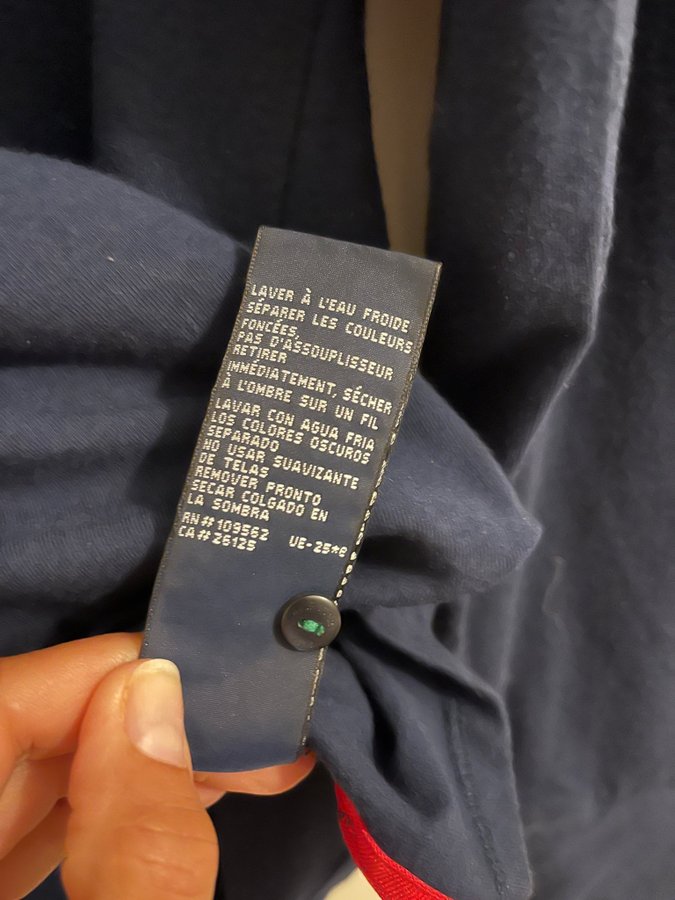 LAVER À L'EAU FROIDE
SÉPARER LES COULEURS
FONCÉES,
PAS D'ASSOUPLISSEUR
RETIRER
IMMÉDIATEMENT, SÉCHER
À L'OMBRE SUR UN FIL
LAVAR CON AGUA FRIA
LOS COLORES OSCUROS
SEPARADO
NO USAR SUAVIZANTE
DE TELAS
REMOVER PRONTO
SECAR COLGADO EN
LA SOMBRA
RN#109562
CA#26125 VE-25*e